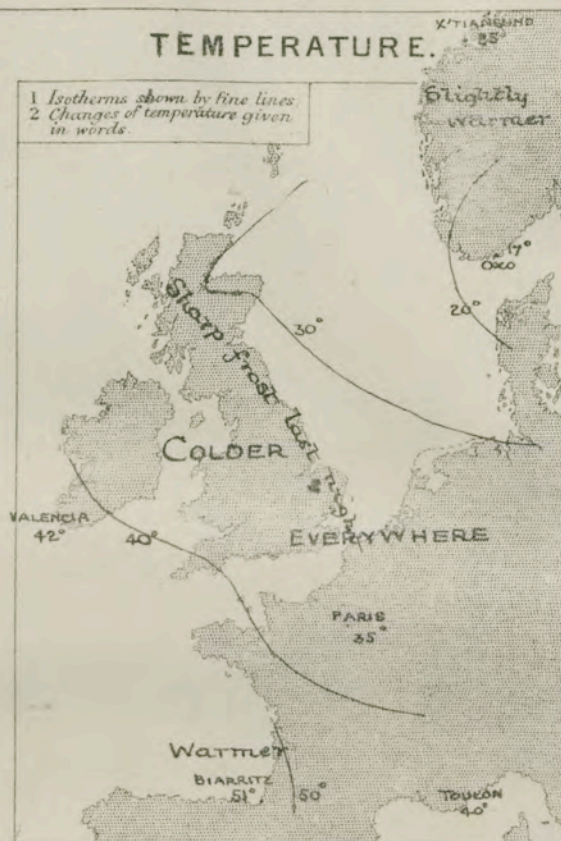 TEMPERATURE.
1 Isotherms shown by fine lines.
2 Changes of temperature given
in words.
X'TIANSUND
35°
Slightly
warmer
17°
OXO
20°
30°
Sharp frost last night
COLDER
EVERYWHERE
VALENCIA
42°
40°
PARIS
35°
Warmer
BIARRITZ
51°
50°
TOULON
40°